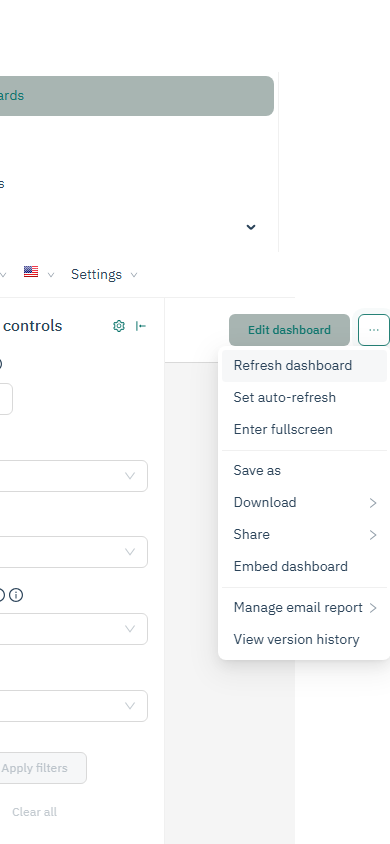 ards
s
Settings
controls
Edit dashboard
...
Refresh dashboard
Set auto-refresh
Enter fullscreen
Save as
Download
Share
Embed dashboard
Manage email report
View version history
Apply filters
Clear all